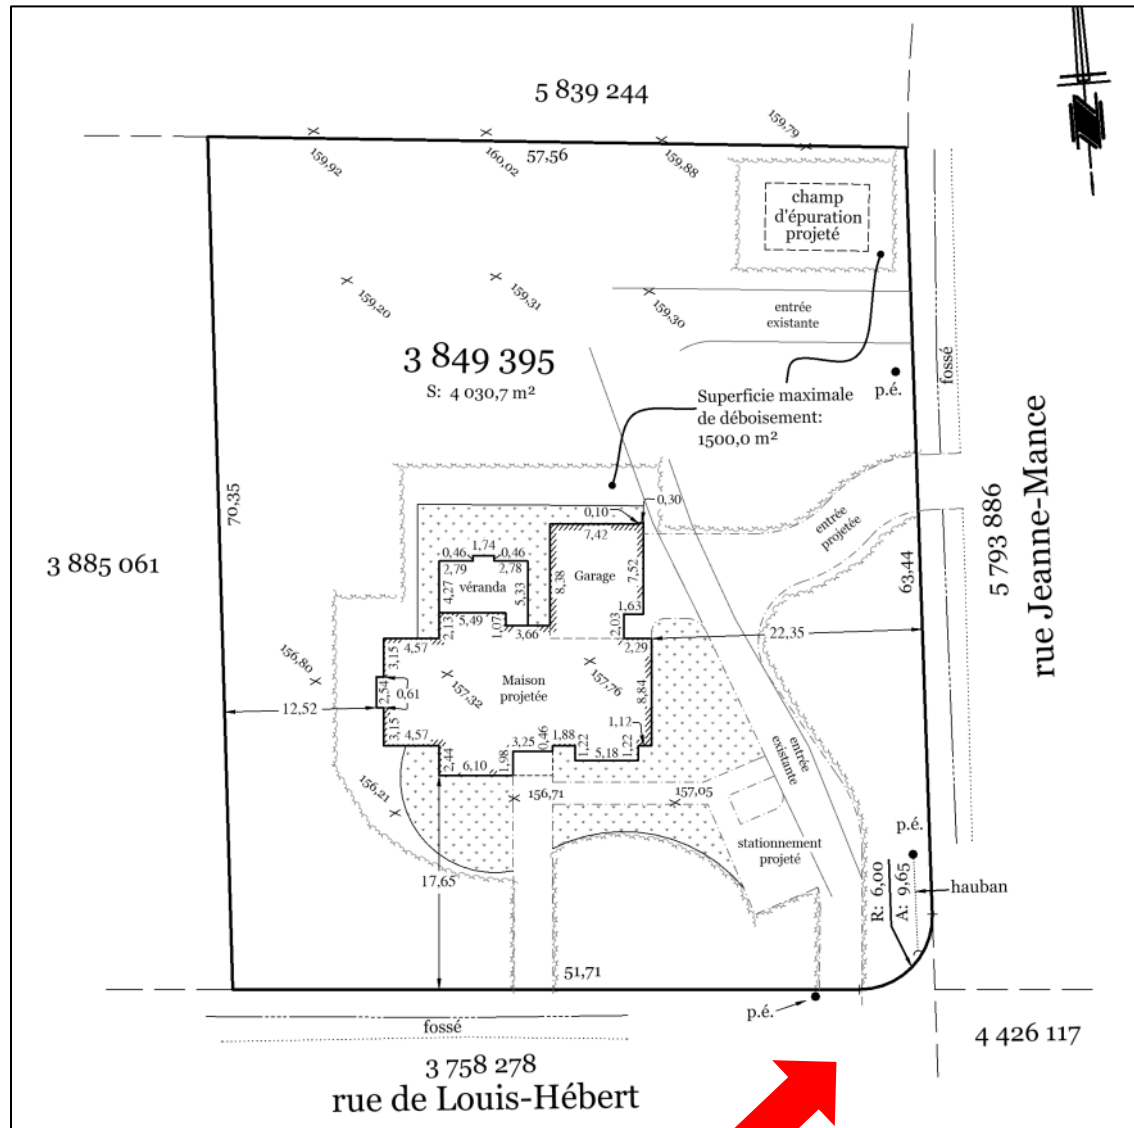 5 839 244
159,79
57,56
159,92
160,02
159,88
champ
d'épuration
projeté
159,20
159,31
159,30
entrée
existante
fossé
3 849 395
S: 4 030,7 m²
Superficie maximale
de déboisement:
1500,0 m²
p.é.
rue Jeanne-Mance
5 793 886
70,35
3 885 061
63,44
entrée
projetée
0,30
0,10
7,42
1,74
0,46
0,46
2,79
2,78
véranda
Garage
4,27
5,33
8,38
7,52
5,49
1,63
2,13
1,07
3,66
2,03
4,57
2,29
22,35
3,15
156,80
2,54
0,61
157,32
Maison
projetée
157,76
8,84
12,52
3,15
4,57
3,25
0,46
1,88
1,12
2,44
1,98
1,22
5,18
1,22
6,10
156,21
156,71
157,05
entrée
existante
stationnement
projeté
17,65
p.é.
R: 6,00
A: 9,65
hauban
51,71
p.é.
fossé
4 426 117
3 758 278
rue de Louis-Hébert